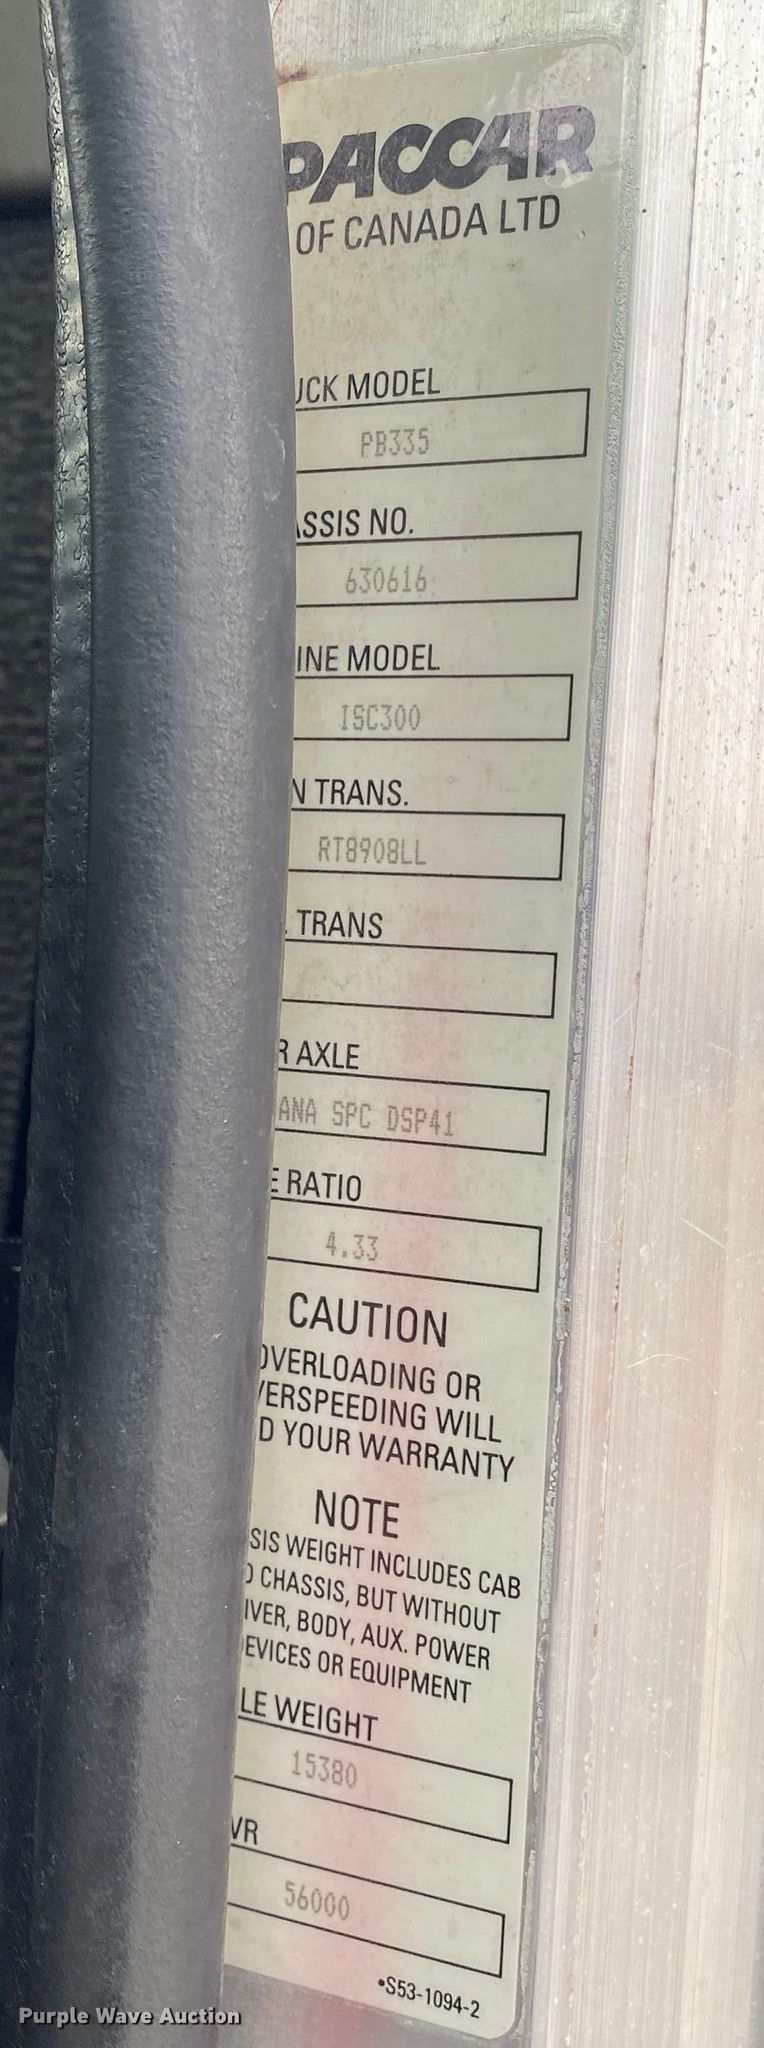 PACCAR
OF CANADA LTD
UCK MODEL
PB335
ASSIS NO.
630616
INE MODEL
ISC300
N TRANS.
RT8908LL
. TRANS
R AXLE
ANA SPC DSP41
E RATIO
4.33
CAUTION
OVERLOADING OR
VERSPEEDING WILL
D YOUR WARRANTY
NOTE
SIS WEIGHT INCLUDES CAB
D CHASSIS, BUT WITHOUT
IVER, BODY, AUX. POWER
EVICES OR EQUIPMENT
LE WEIGHT
15380
VR
56000
•S53-1094-2
Purple Wave Auction